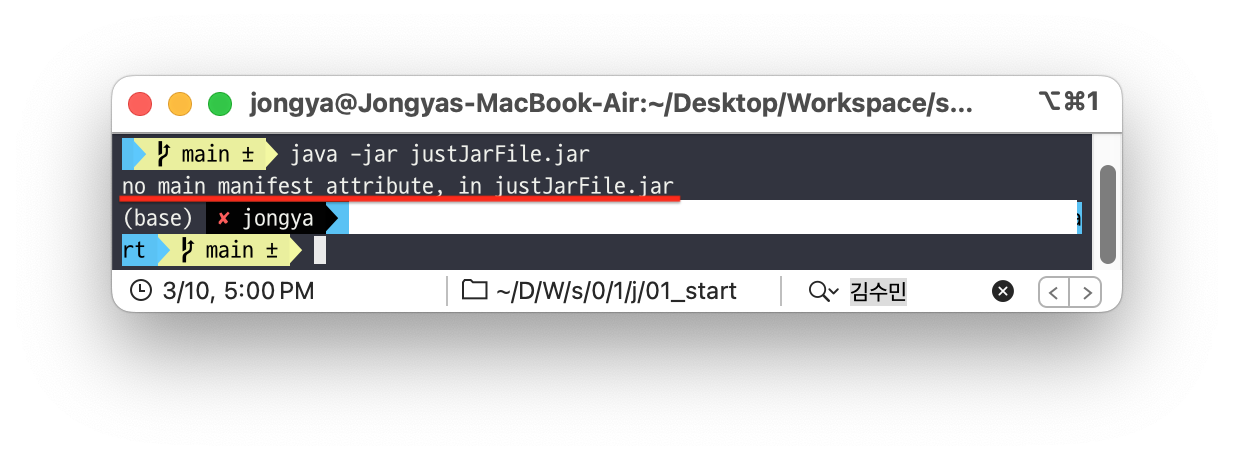 jongya@Jongyas-MacBook-Air:~/Desktop/Workspace/s... ⌥⌘1
main ± java -jar justJarFile.jar
no main manifest attribute, in justJarFile.jar
(base) ✘ jongya a
rt main ±
3/10, 5:00 PM ~/D/W/s/0/1/j/01_start 김수민